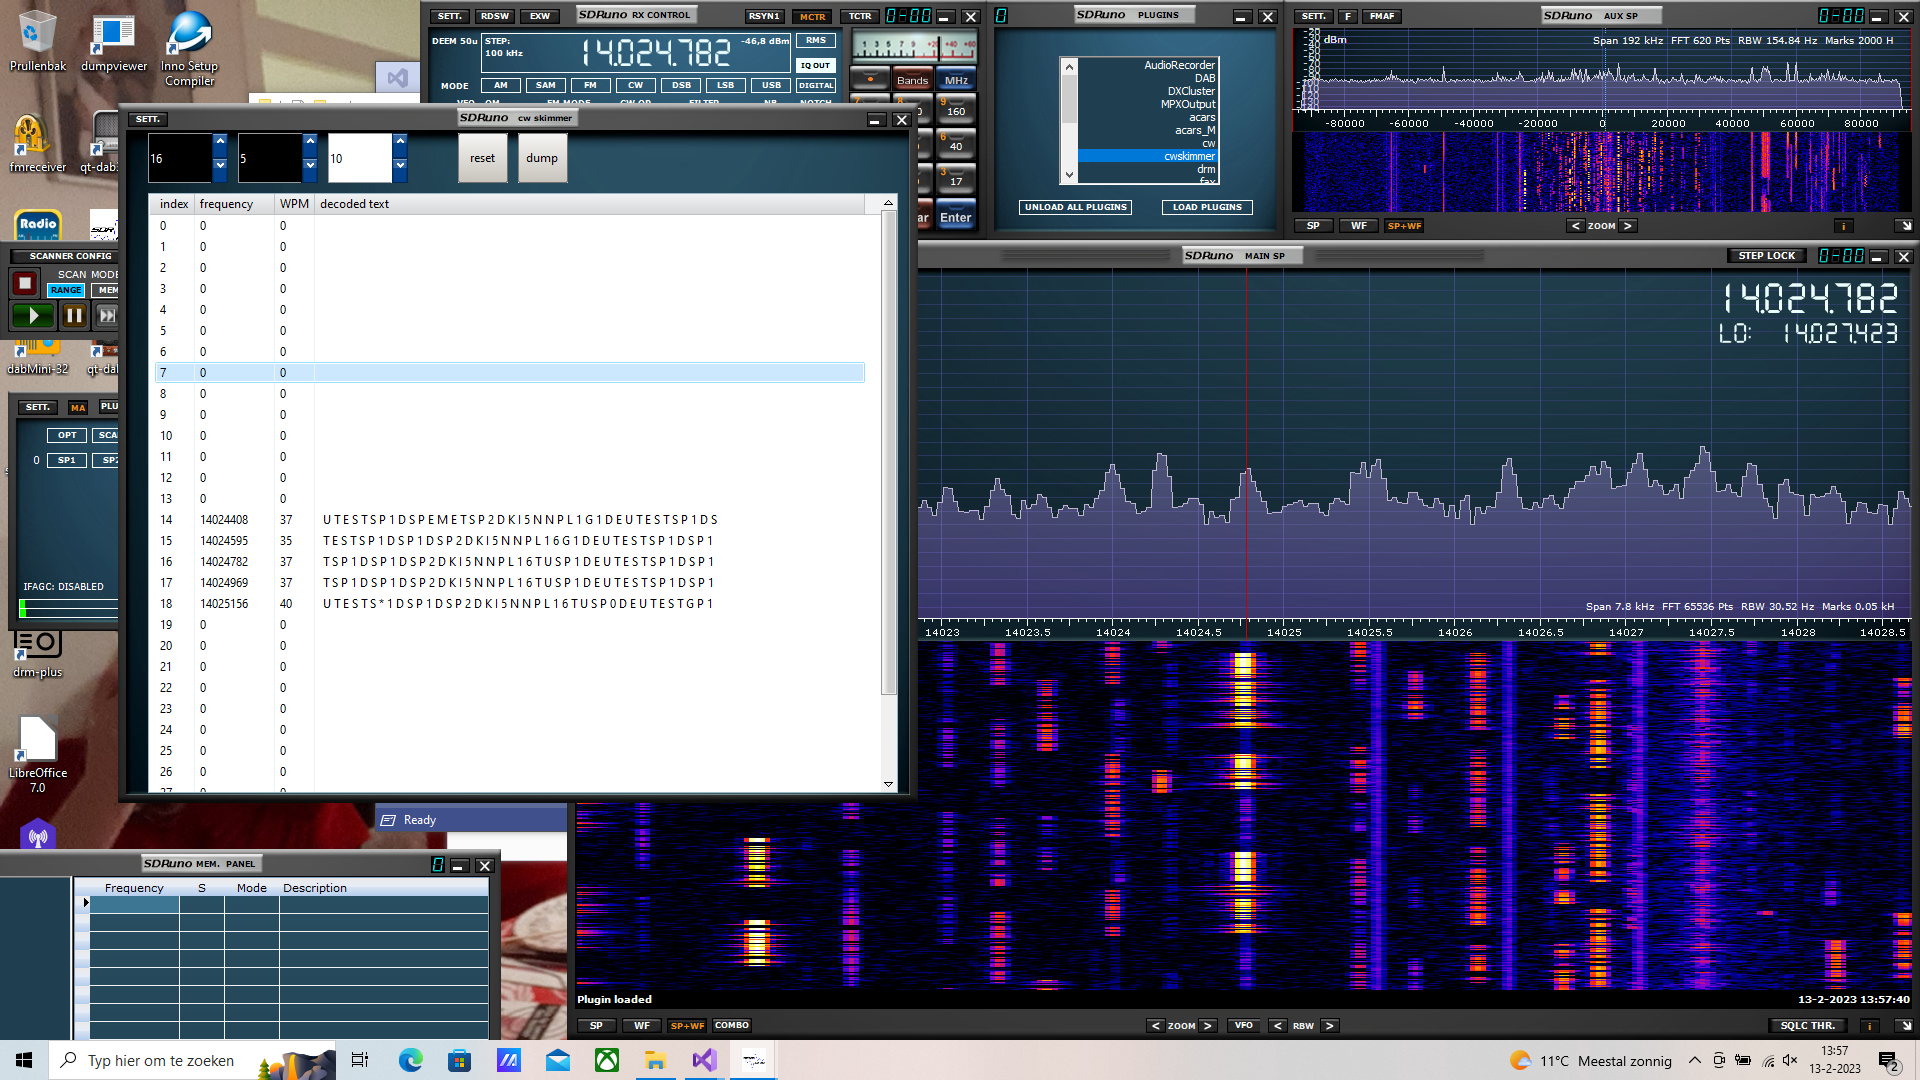 Prullenbak
dumpviewer
Inno Setup
Compiler
fmreceiver
Radio
SCANNER CONFIG
SCAN MODE
RANGE
dabMini-32
SETT.
MA
OPT
0
SP1
IFAGC: DISABLED
drm-plus
LibreOffice
7.0
SETT.
RDSW
EXW
SDRuno RX CONTROL
RSYN1
MCTR
TCTR
0-00
DEEM 50u
STEP:
100 kHz
14.024.782
-46,8 dBm
RMS
IQ OUT
MODE
AM
SAM
FM
CW
DSB
LSB
USB
DIGITAL
Bands
MHz
160
40
17
Enter
0
SDRuno PLUGINS
AudioRecorder
DAB
DXCluster
MPXOutput
acars
acars_M
cw
cwskimmer
drm
fax
UNLOAD ALL PLUGINS
LOAD PLUGINS
SETT.
F
FMAF
SDRuno AUX SP
0-00
dBm
Span 192 kHz FFT 620 Pts RBW 154.84 Hz Marks 2000 H
-80000 -60000 -40000 -20000 0 20000 40000 60000 80000
SP
WF
SP+WF
< ZOOM >
i
SETT.
SDRuno cw skimmer
16
5
10
reset
dump
index frequency WPM decoded text
0 0 0
1 0 0
2 0 0
3 0 0
4 0 0
5 0 0
6 0 0
7 0 0
8 0 0
9 0 0
10 0 0
11 0 0
12 0 0
13 0 0
14 14024408 37 UTESTSP1DSPEMETSP2DKI5NNPL1G1DEUTESTSP1DS
15 14024595 35 TESTSP1DSP1DSP2DKI5NNPL16G1DEUTESTSP1DSP1
16 14024782 37 TSP1DSP1DSP2DKI5NNPL16TUSP1DEUTESTSP1DSP1
17 14024969 37 TSP1DSP1DSP2DKI5NNPL16TUSP1DEUTESTSP1DSP1
18 14025156 40 UTESTS*1DSP1DSP2DKI5NNPL16TUSP0DEUTESTGP1
19 0 0
20 0 0
21 0 0
22 0 0
23 0 0
24 0 0
25 0 0
26 0 0
SDRuno MAIN SP
STEP LOCK
0-00
14.024.782
LO: 14.027.423
Span 7.8 kHz FFT 65536 Pts RBW 30.52 Hz Marks 0.05 kH
14023 14023.5 14024 14024.5 14025 14025.5 14026 14026.5 14027 14027.5 14028 14028.5
Plugin loaded
13-2-2023 13:57:40
SP
WF
SP+WF
COMBO
< ZOOM >
VFO
< RBW >
SQLC THR.
i
Ready
SDRuno MEM. PANEL
0
Frequency S Mode Description
Typ hier om te zoeken
11°C Meestal zonnig
13:57
13-2-2023
2